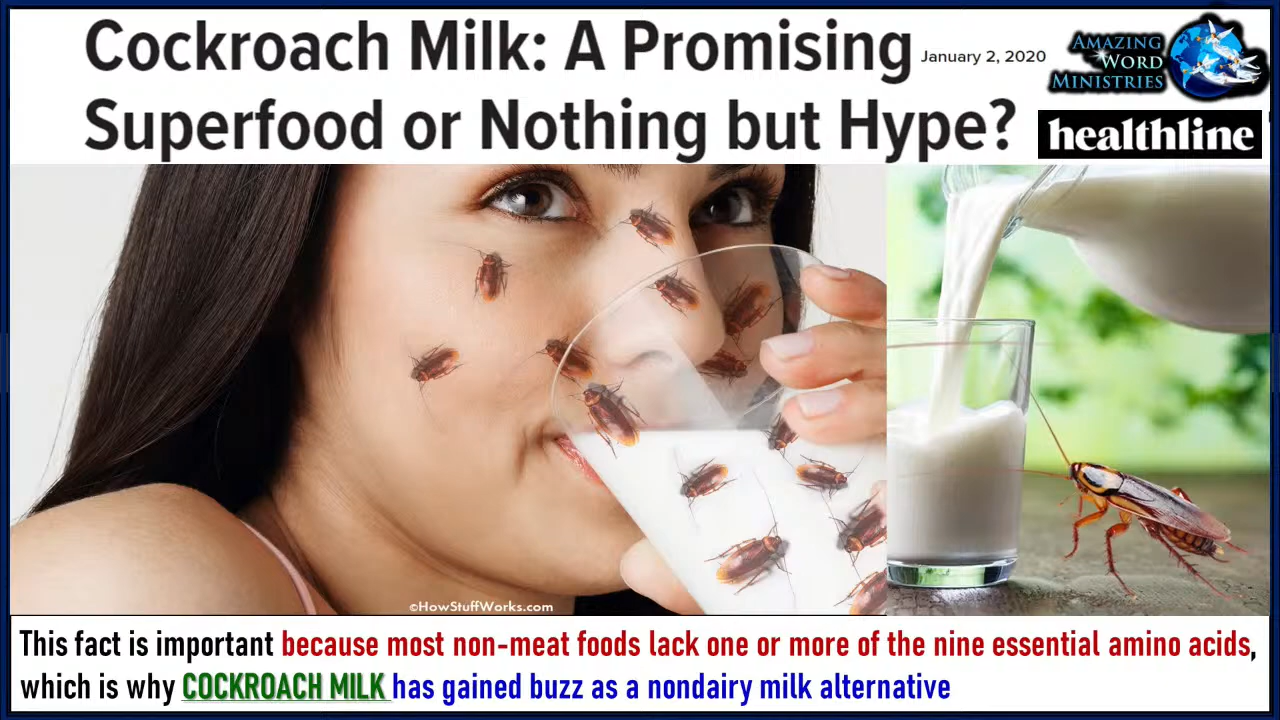 Cockroach Milk: A Promising
Superfood or Nothing but Hype?
January 2, 2020
AMAZING
WORD
MINISTRIES
healthline
©HowStuffWorks.com
This fact is important because most non-meat foods lack one or more of the nine essential amino acids,
which is why COCKROACH MILK has gained buzz as a nondairy milk alternative